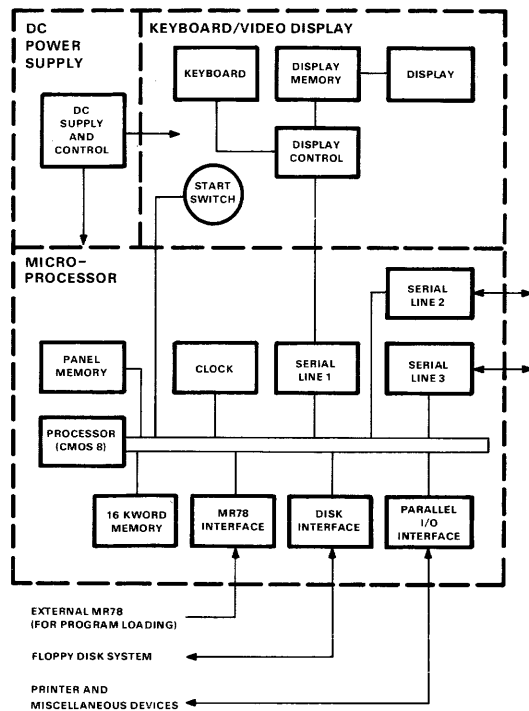 DC
POWER
SUPPLY
KEYBOARD/VIDEO DISPLAY
KEYBOARD
DISPLAY
MEMORY
DISPLAY
DC
SUPPLY
AND
CONTROL
DISPLAY
CONTROL
START
SWITCH
MICRO-
PROCESSOR
SERIAL
LINE 2
PANEL
MEMORY
CLOCK
SERIAL
LINE 1
SERIAL
LINE 3
PROCESSOR
(CMOS 8)
16 KWORD
MEMORY
MR78
INTERFACE
DISK
INTERFACE
PARALLEL
I/O
INTERFACE
EXTERNAL MR78
(FOR PROGRAM LOADING)
FLOPPY DISK SYSTEM
PRINTER AND
MISCELLANEOUS DEVICES